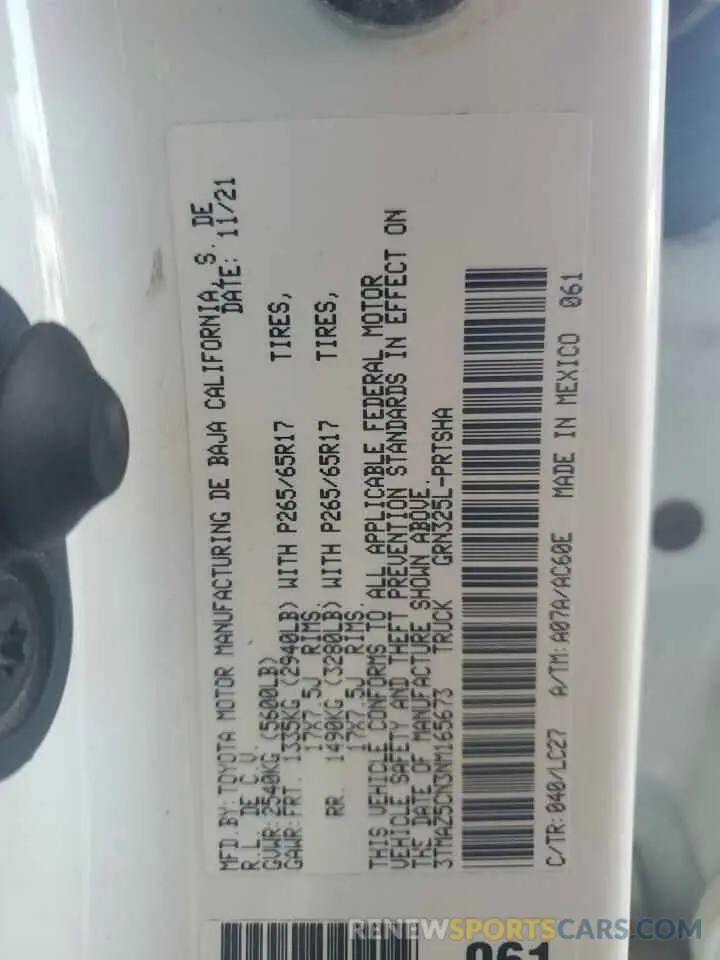 MFD.BY:TOYOTA MOTOR MANUFACTURING DE BAJA CALIFORNIA, S. DE
R.L. DE C.V. DATE: 11/21
GVWR:2540KG (5600LB)
GAWR:FRT. 1335KG (2940LB) WITH P265/65R17 TIRES,
17X7.5J RIMS.
RR. 1490KG (3280LB) WITH P265/65R17 TIRES,
17X7.5J RIMS.
THIS VEHICLE CONFORMS TO ALL APPLICABLE FEDERAL MOTOR
VEHICLE SAFETY AND THEFT PREVENTION STANDARDS IN EFFECT ON
THE DATE OF MANUFACTURE SHOWN ABOVE.
3TMAZ5CN3NM165673 TRUCK GRN325L-PRTSHA
C/TR:040/LC27 A/TM:A07A/AC60E MADE IN MEXICO 061
061
RENEWSPORTSCARS.COM